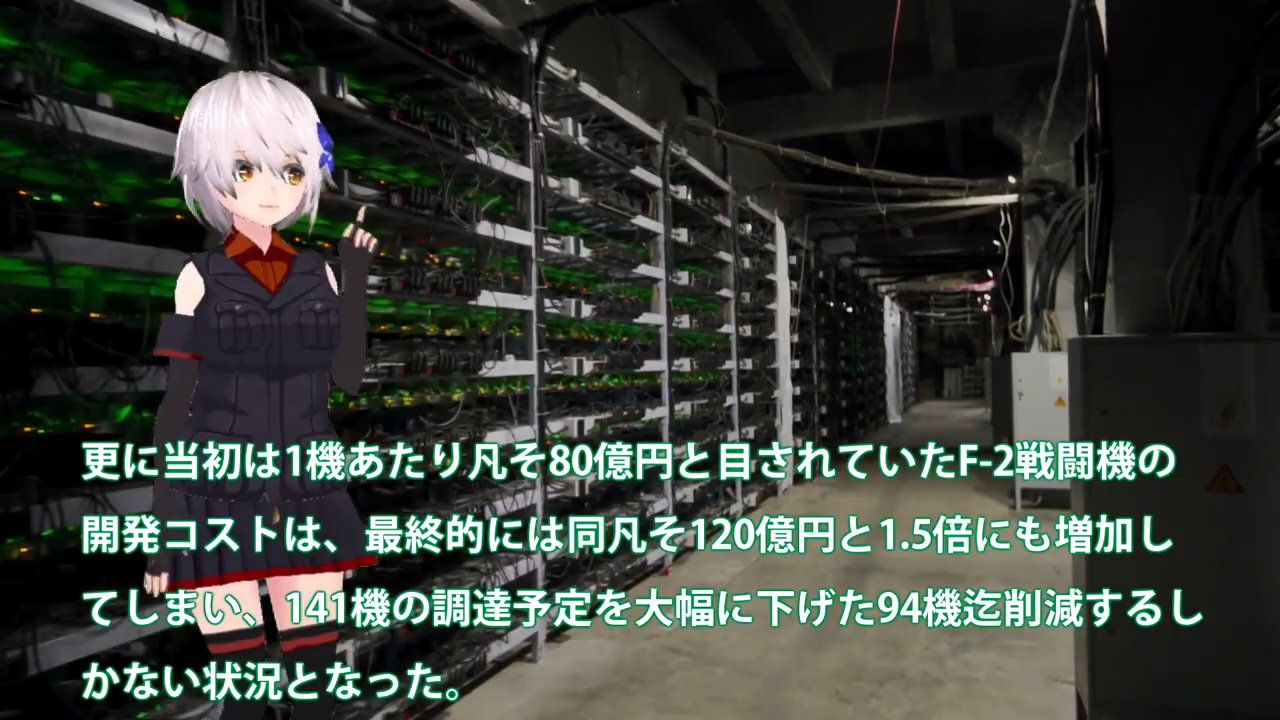 更に当初は1機あたり凡そ80億円と目されていたF-2戦闘機の
開発コストは、最終的には同凡そ120億円と1.5倍にも増加し
てしまい、141機の調達予定を大幅に下げた94機迄削減するし
かない状況となった。